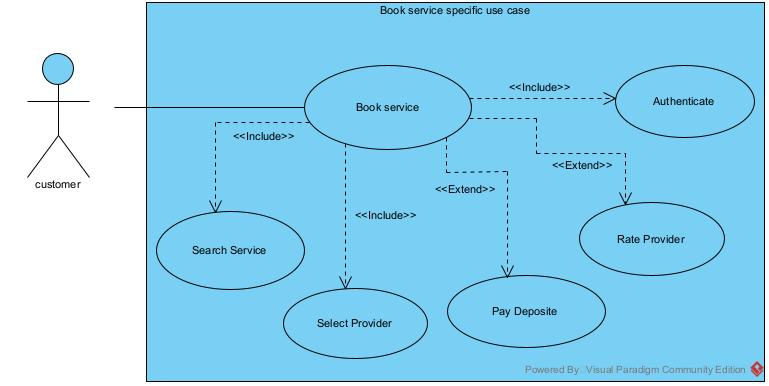 Book service specific use case
Book service
<<Include>>
Authenticate
<<Include>>
<<Extend>>
customer
<<Extend>>
<<Include>>
Rate Provider
Search Service
Pay Deposite
Select Provider
Powered By: Visual Paradigm Community Edition